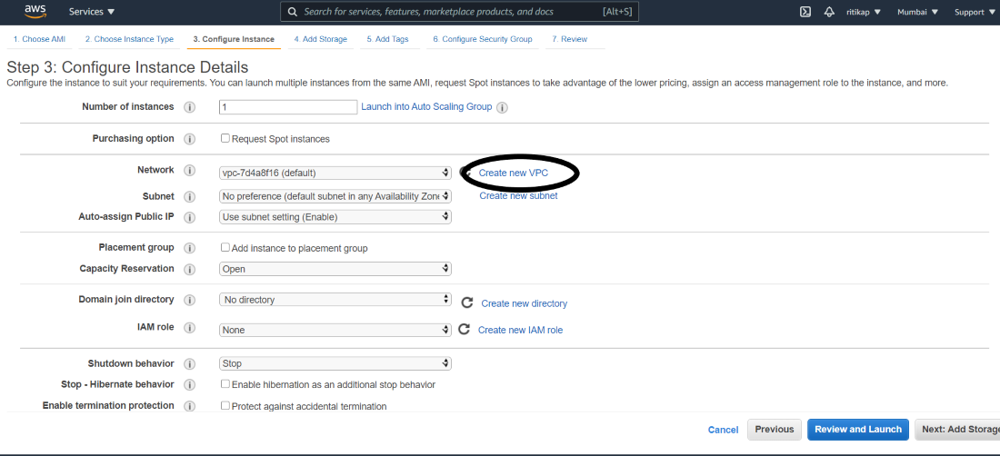 aws Services Search for services, features, marketplace products, and docs [Alt+S] ritikap Mumbai Support
1. Choose AMI 2. Choose Instance Type 3. Configure Instance 4. Add Storage 5. Add Tags 6. Configure Security Group 7. Review
Step 3: Configure Instance Details
Configure the instance to suit your requirements. You can launch multiple instances from the same AMI, request Spot instances to take advantage of the lower pricing, assign an access management role to the instance, and more.
Number of instances 1 Launch into Auto Scaling Group
Purchasing option Request Spot instances
Network vpc-7d4a8f16 (default) Create new VPC
Subnet No preference (default subnet in any Availability Zone Create new subnet
Auto-assign Public IP Use subnet setting (Enable)
Placement group Add instance to placement group
Capacity Reservation Open
Domain join directory No directory Create new directory
IAM role None Create new IAM role
Shutdown behavior Stop
Stop - Hibernate behavior Enable hibernation as an additional stop behavior
Enable termination protection Protect against accidental termination
Cancel Previous Review and Launch Next: Add Storage